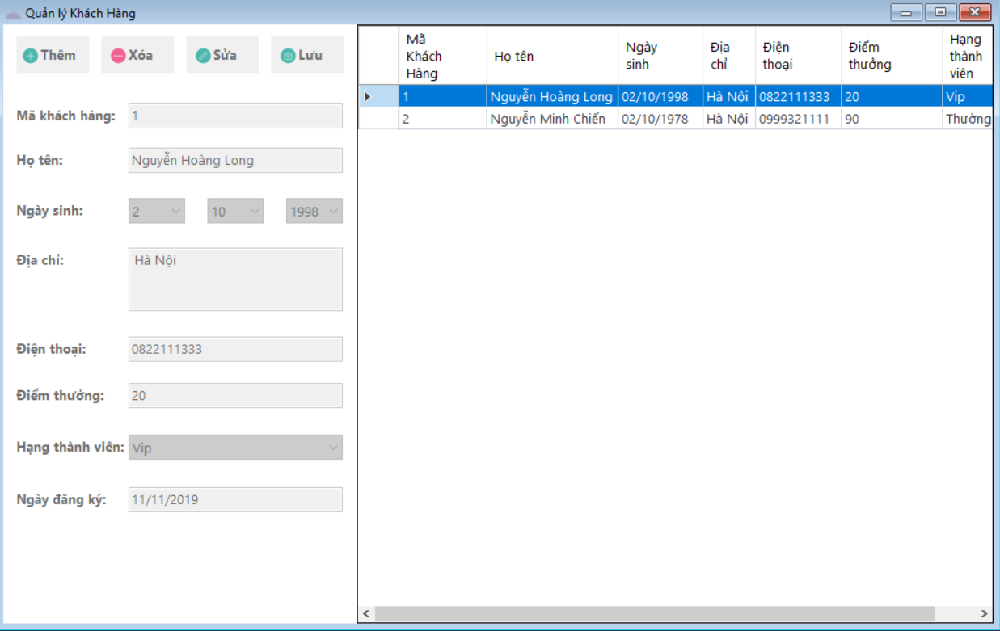 Quản lý Khách Hàng
Thêm Xóa Sửa Lưu
Mã khách hàng: 1
Họ tên: Nguyễn Hoàng Long
Ngày sinh: 2 10 1998
Địa chỉ: Hà Nội
Điện thoại: 0822111333
Điểm thưởng: 20
Hạng thành viên: Vip
Ngày đăng ký: 11/11/2019
Mã Khách Hàng Họ tên Ngày sinh Địa chỉ Điện thoại Điểm thưởng Hạng thành viên
1 Nguyễn Hoàng Long 02/10/1998 Hà Nội 0822111333 20 Vip
2 Nguyễn Minh Chiến 02/10/1978 Hà Nội 0999321111 90 Thường